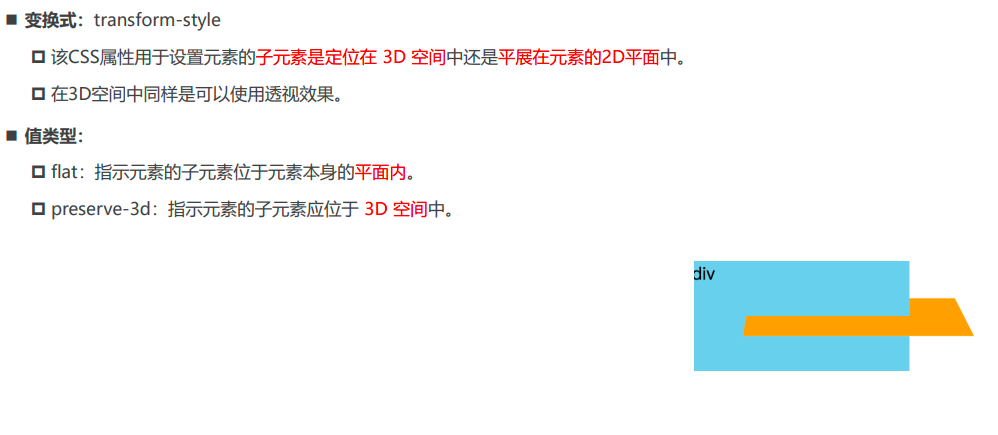 变换式：transform-style
该CSS属性用于设置元素的子元素是定位在 3D 空间中还是平展在元素的2D平面中。
在3D空间中同样是可以使用透视效果。
值类型：
flat：指示元素的子元素位于元素本身的平面内。
preserve-3d：指示元素的子元素应位于 3D 空间中。
div